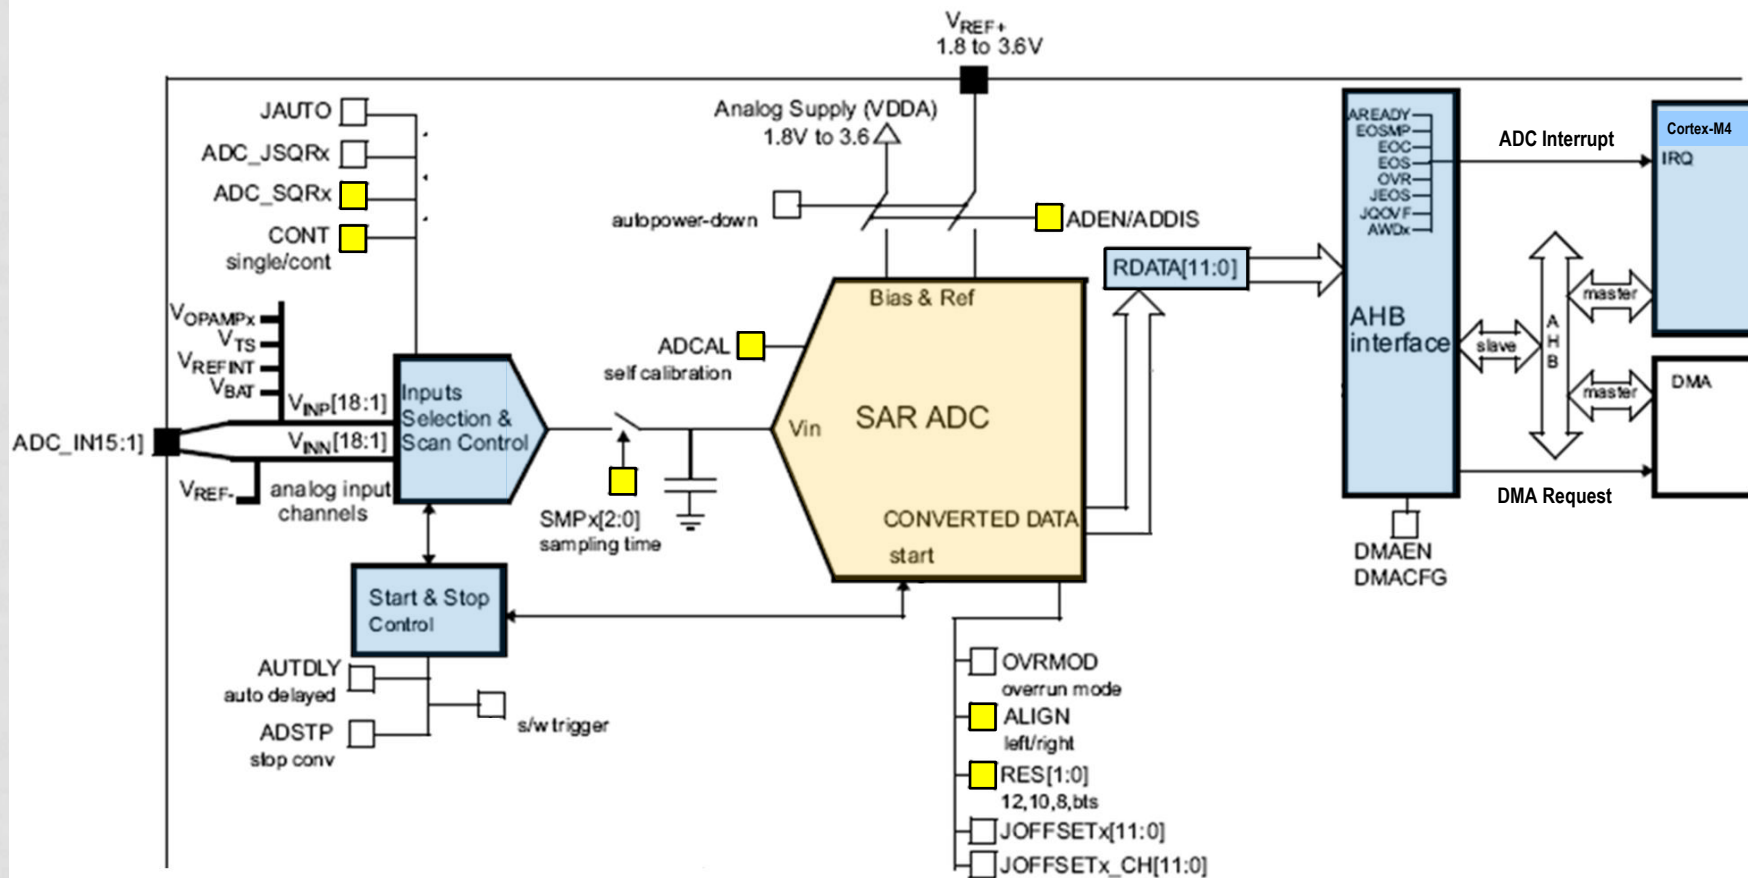 VREF+
1.8 to 3.6V
Analog Supply (VDDA)
1.8V to 3.6
JAUTO
ADC_JSQRx
ADC_SQRx
CONT
single/cont
autopower-down
ADEN/ADDIS
AREADY
EOSMP
EOC
EOS
OVR
JEOS
JQOVF
AWDx
ADC Interrupt
Cortex-M4
IRQ
RDATA[11:0]
Bias & Ref
VOPAMPx
VTS
VREFINT
VBAT
ADCAL
self calibration
AHB
interface
slave
A
H
B
master
master
DMA
VINP[18:1]
VINN[18:1]
Inputs
Selection &
Scan Control
ADC_IN15:1]
VREF-
analog input
channels
Vin
SAR ADC
SMPx[2:0]
sampling time
CONVERTED DATA
start
DMA Request
DMAEN
DMACFG
Start & Stop
Control
AUTDLY
auto delayed
ADSTP
stop conv
s/w trigger
OVRMOD
overrun mode
ALIGN
left/right
RES[1:0]
12,10,8,bts
JOFFSETx[11:0]
JOFFSETx_CH[11:0]